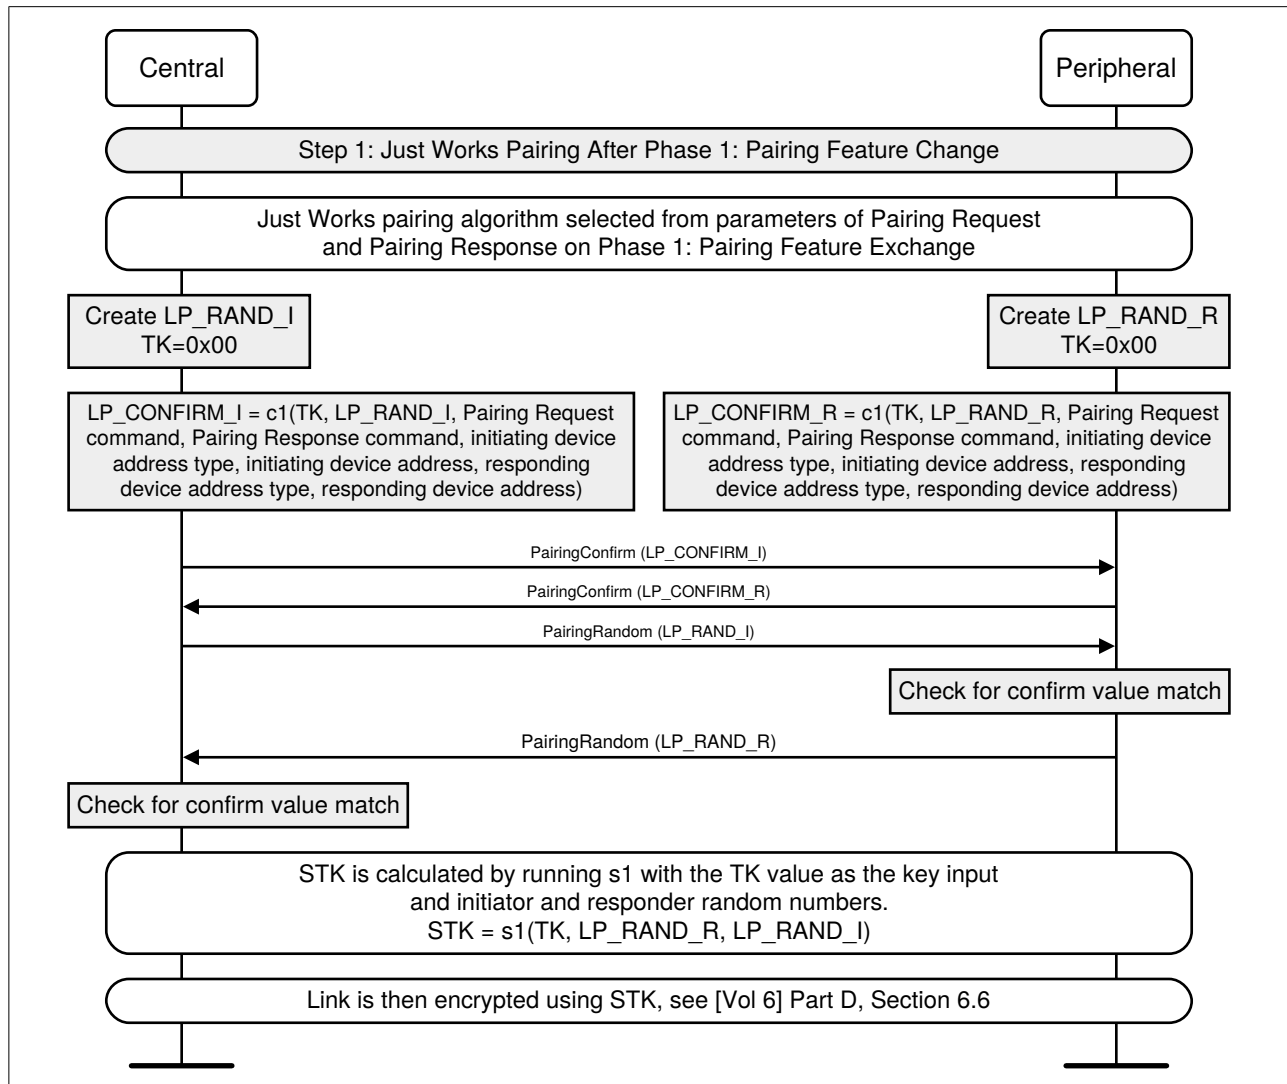 Central
Peripheral
Step 1: Just Works Pairing After Phase 1: Pairing Feature Change
Just Works pairing algorithm selected from parameters of Pairing Request
and Pairing Response on Phase 1: Pairing Feature Exchange
Create LP_RAND_I
TK=0x00
Create LP_RAND_R
TK=0x00
LP_CONFIRM_I = c1(TK, LP_RAND_I, Pairing Request
command, Pairing Response command, initiating device
address type, initiating device address, responding
device address type, responding device address)
LP_CONFIRM_R = c1(TK, LP_RAND_R, Pairing Request
command, Pairing Response command, initiating device
address type, initiating device address, responding
device address type, responding device address)
PairingConfirm (LP_CONFIRM_I)
PairingConfirm (LP_CONFIRM_R)
PairingRandom (LP_RAND_I)
Check for confirm value match
PairingRandom (LP_RAND_R)
Check for confirm value match
STK is calculated by running s1 with the TK value as the key input
and initiator and responder random numbers.
STK = s1(TK, LP_RAND_R, LP_RAND_I)
Link is then encrypted using STK, see [Vol 6] Part D, Section 6.6